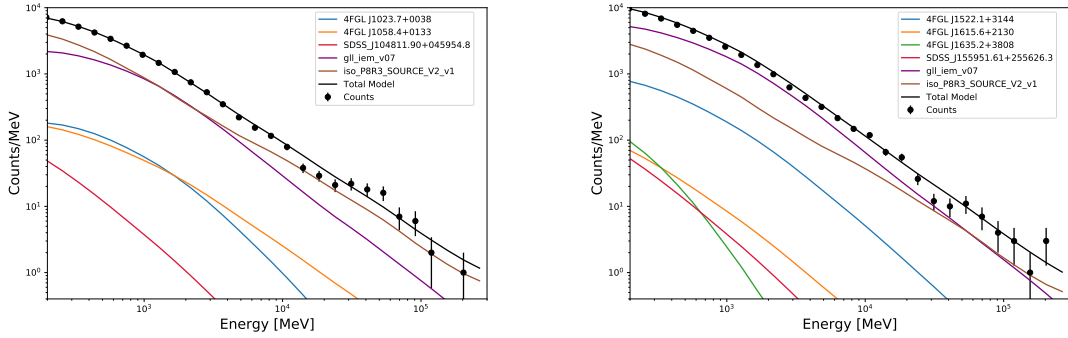 10⁴
10³
10²
10¹
10⁰
Counts/MeV
10³
10⁴
10⁵
Energy [MeV]
4FGL J1023.7+0038
4FGL J1058.4+0133
SDSS_J104811.90+045954.8
gll_iem_v07
iso_P8R3_SOURCE_V2_v1
Total Model
Counts
10⁴
10³
10²
10¹
10⁰
Counts/MeV
10³
10⁴
10⁵
Energy [MeV]
4FGL J1522.1+3144
4FGL J1615.6+2130
4FGL J1635.2+3808
SDSS_J155951.61+255626.3
gll_iem_v07
iso_P8R3_SOURCE_V2_v1
Total Model
Counts